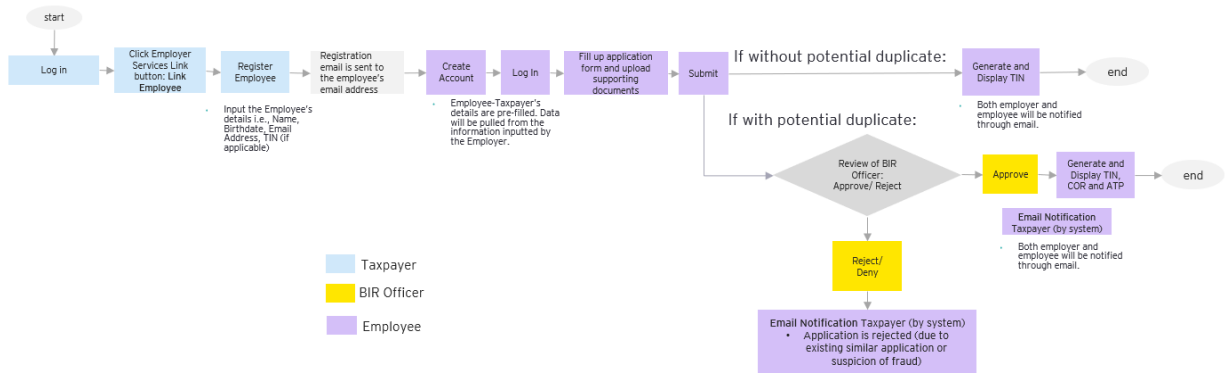 start
Log in
Click Employer
Services Link
button: Link
Employee
Register
Employee
Input the Employee's
details i.e., Name,
Birthdate, Email
Address, TIN (if
applicable)
Registration
email is sent to
the employee's
email address
Create
Account
Employee-Taxpayer's
details are pre-filled. Data
will be pulled from the
information inputted by
the Employer.
Log In
Fill up application
form and upload
supporting
documents
Submit
If without potential duplicate:
Generate and
Display TIN
end
Both employer and
employee will be notified
through email.
If with potential duplicate:
Review of BIR
Officer:
Approve/ Reject
Approve
Generate and
Display TIN,
COR and ATP
end
Email Notification
Taxpayer (by system)
Both employer and
employee will be notified
through email.
Reject/
Deny
Email Notification Taxpayer (by system)
• Application is rejected (due to
existing similar application or
suspicion of fraud)
Taxpayer
BIR Officer
Employee